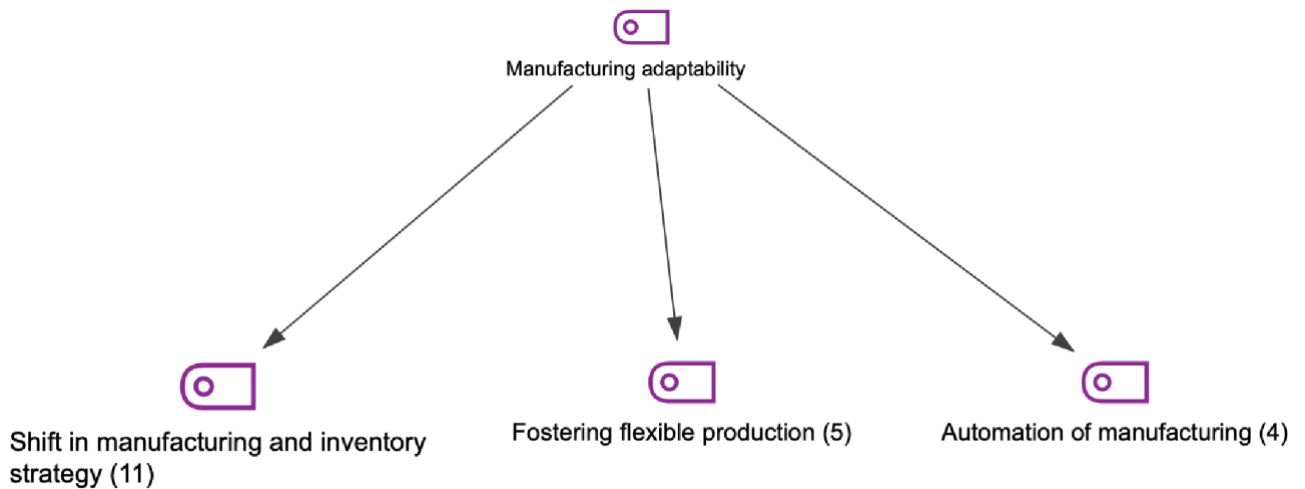 Manufacturing adaptability
Shift in manufacturing and inventory
strategy (11)
Fostering flexible production (5)
Automation of manufacturing (4)